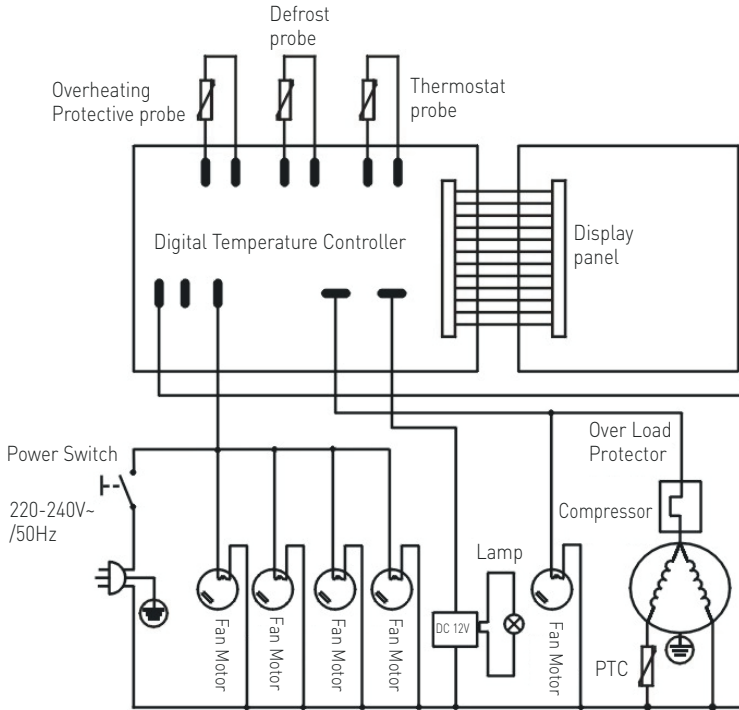 Defrost
probe
Overheating
Protective probe
Thermostat
probe
Digital Temperature Controller
Display
panel
Power Switch
220-240V~
/50Hz
Over Load
Protector
Compressor
Lamp
DC 12V
Fan Motor
Fan Motor
Fan Motor
Fan Motor
Fan Motor
PTC